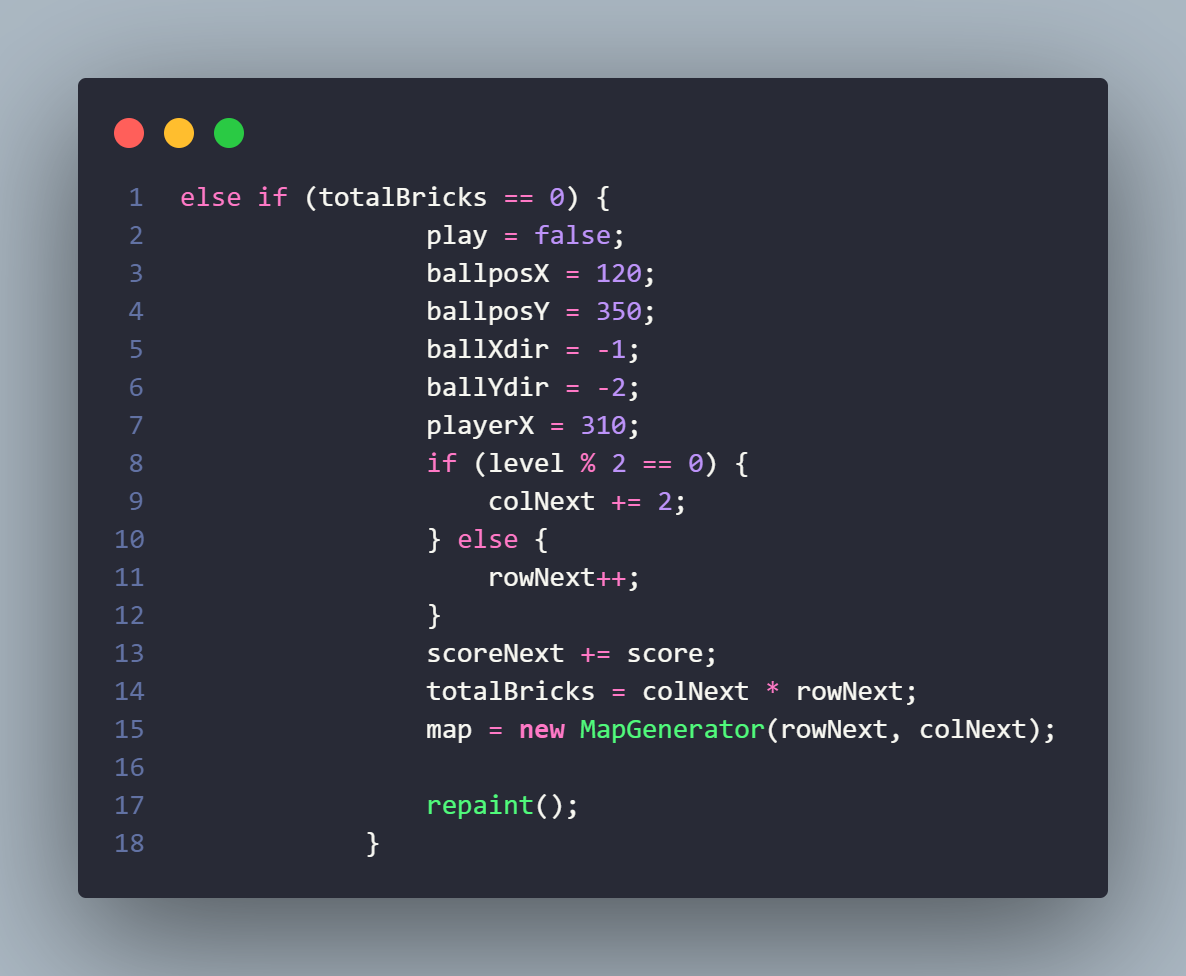 1 else if (totalBricks == 0) {
2 play = false;
3 ballposX = 120;
4 ballposY = 350;
5 ballXdir = -1;
6 ballYdir = -2;
7 playerX = 310;
8 if (level % 2 == 0) {
9 colNext += 2;
10 } else {
11 rowNext++;
12 }
13 scoreNext += score;
14 totalBricks = colNext * rowNext;
15 map = new MapGenerator(rowNext, colNext);
16
17 repaint();
18 }